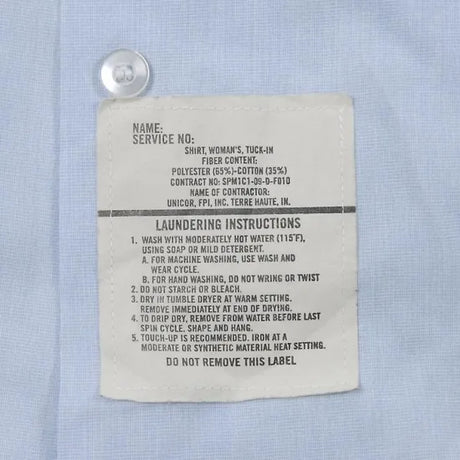 NAME:
SERVICE NO:
SHIRT, WOMAN'S, TUCK-IN
FIBER CONTENT:
POLYESTER (65%)-COTTON (35%)
CONTRACT NO: SPM1C1-09-D-F010
NAME OF CONTRACTOR:
UNICOR, FPI, INC. TERRE HAUTE, IN.
LAUNDERING INSTRUCTIONS
1. WASH WITH MODERATELY HOT WATER (115°F),
USING SOAP OR MILD DETERGENT.
A. FOR MACHINE WASHING, USE WASH AND
WEAR CYCLE.
B. FOR HAND WASHING, DO NOT WRING OR TWIST
2. DO NOT STARCH OR BLEACH.
3. DRY IN TUMBLE DRYER AT WARM SETTING.
REMOVE IMMEDIATELY AT END OF DRYING.
4. TO DRIP DRY, REMOVE FROM WATER BEFORE LAST
SPIN CYCLE, SHAPE AND HANG.
5. TOUCH-UP IS RECOMMENDED. IRON AT A
MODERATE OR SYNTHETIC MATERIAL HEAT SETTING.
DO NOT REMOVE THIS LABEL